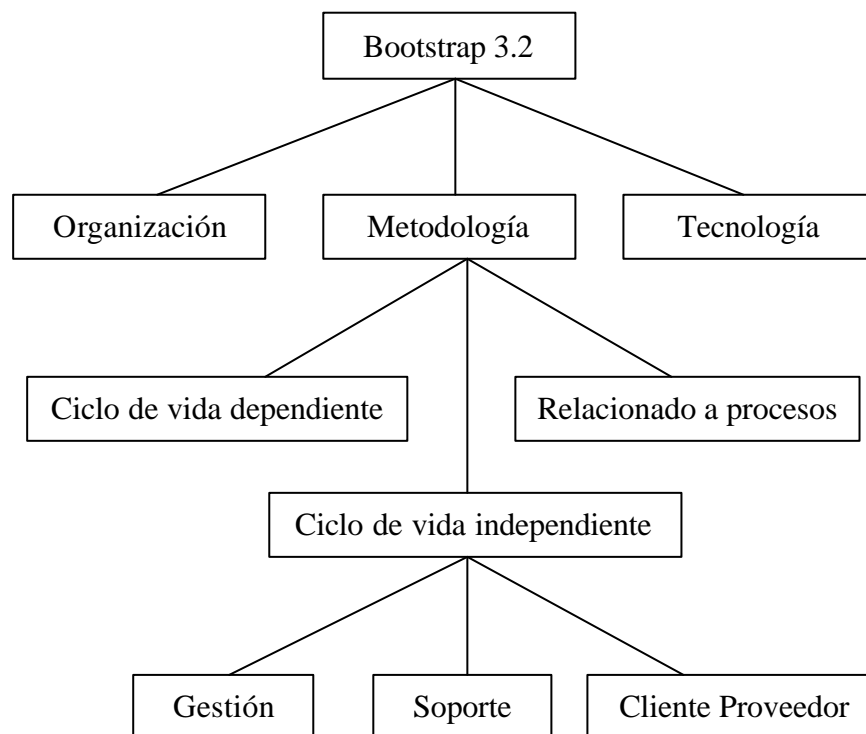 Bootstrap 3.2
Organización
Metodología
Tecnología
Ciclo de vida dependiente
Relacionado a procesos
Ciclo de vida independiente
Gestión
Soporte
Cliente Proveedor